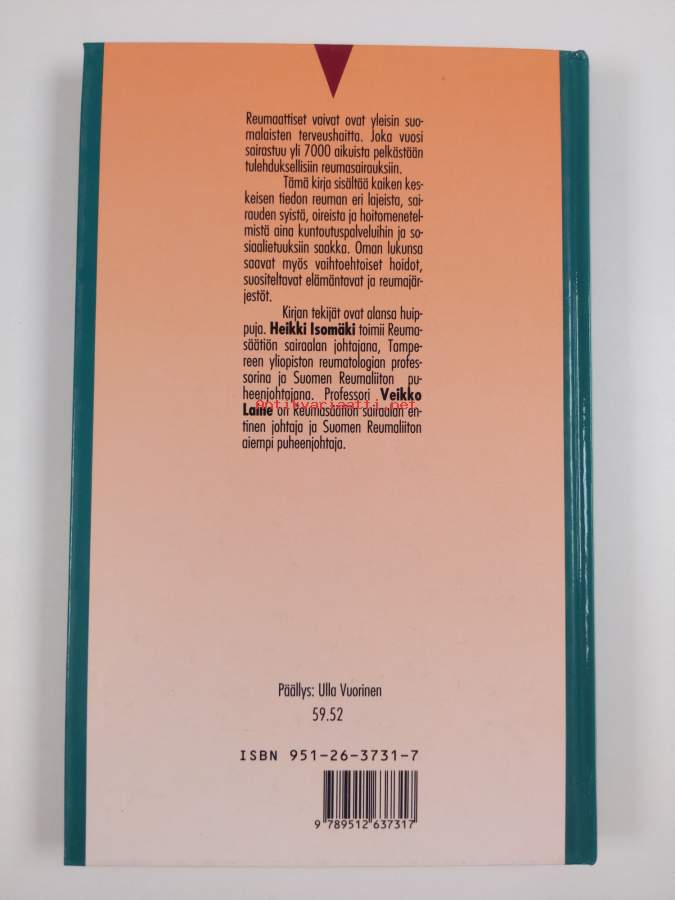 Reumaattiset vaivat ovat yleisin suo-
malaisten terveushaitta. Joka vuosi
sairastuu yli 7000 aikuista pelkästään
tulehduksellisiin reumasairauksiin.
Tämä kirja sisältää kaiken kes-
keisen tiedon reuman eri lajeista, sai-
rauden syistä, oireista ja hoitomenetel-
mistä aina kuntoutuspalveluihin ja so-
siaalietuuksiin saakka. Oman lukunsa
saavat myös vaihtoehtoiset hoidot,
suositeltavat elämäntavat ja reumajär-
jestöt.
Kirjan tekijät ovat alansa huip-
puja. Heikki Isomäki toimii Reuma-
säätiön sairaalan johtajana, Tampe-
reen yliopiston reumatologian profes-
sorina ja Suomen Reumaliiton pu-
heenjohtajana. Professori Veikko
Laine on Reumasäätiön sairaalan en-
tinen johtaja ja Suomen Reumaliiton
aiempi puheenjohtaja.
Antikvariaatti.net
Päällys: Ulla Vuorinen
59.52
ISBN 951-26-3731-7
9 789512 637317